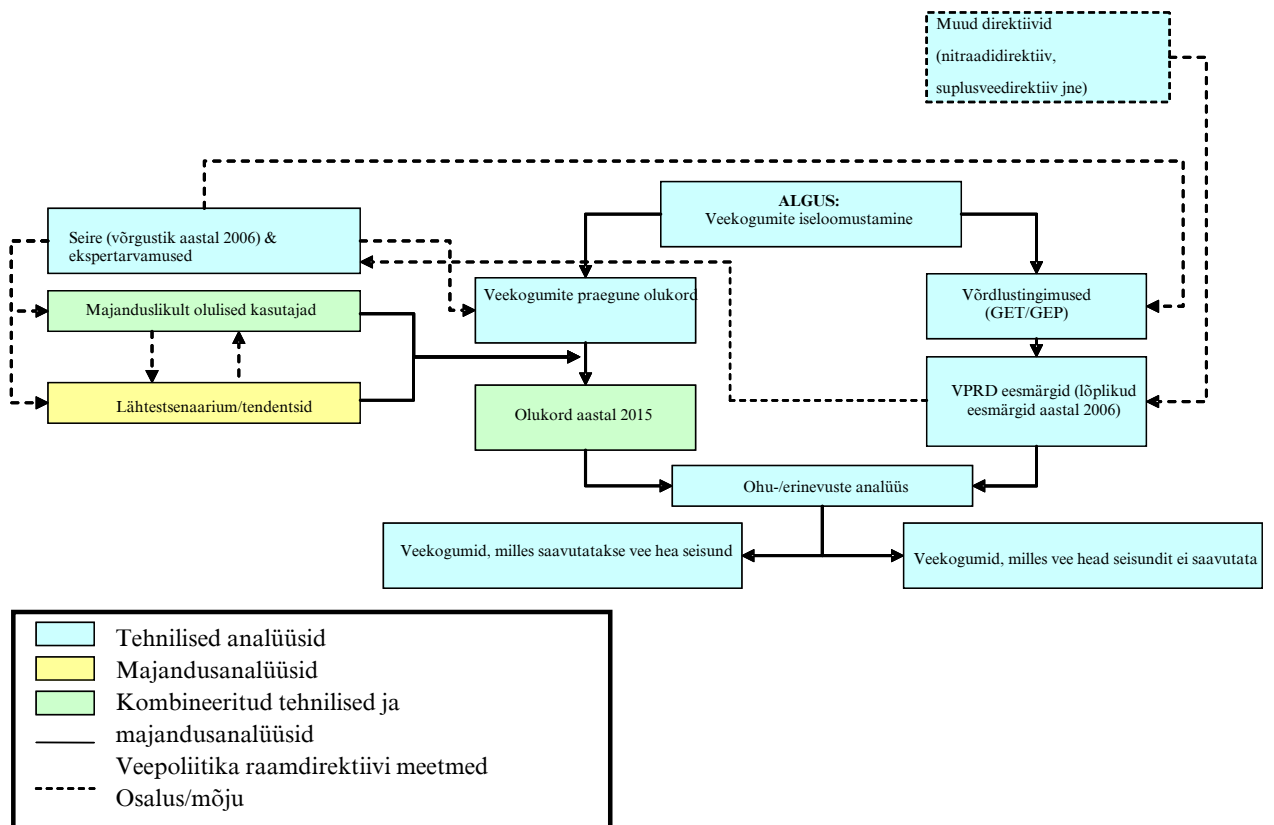 Muud direktiivid
(nitraadidirektiiv,
suplusveedirektiiv jne)
ALGUS:
Veekogumite iseloomustamine
Seire (võrgustik aastal 2006) &
ekspertarvamused
Veekogumite praegune olukord
Võrdlustingimused
(GET/GEP)
Majanduslikult olulised kasutajad
Lähtestsenaarium/tendentsid
Olukord aastal 2015
VPRD eesmärgid (lõplikud
eesmärgid aastal 2006)
Ohu-/erinevuste analüüs
Veekogumid, milles saavutatakse vee hea seisund
Veekogumid, milles vee head seisundit ei saavutata
Tehnilised analüüsid
Majandusanalüüsid
Kombineeritud tehnilised ja
majandusanalüüsid
Veepoliitika raamdirektiivi meetmed
Osalus/mõju